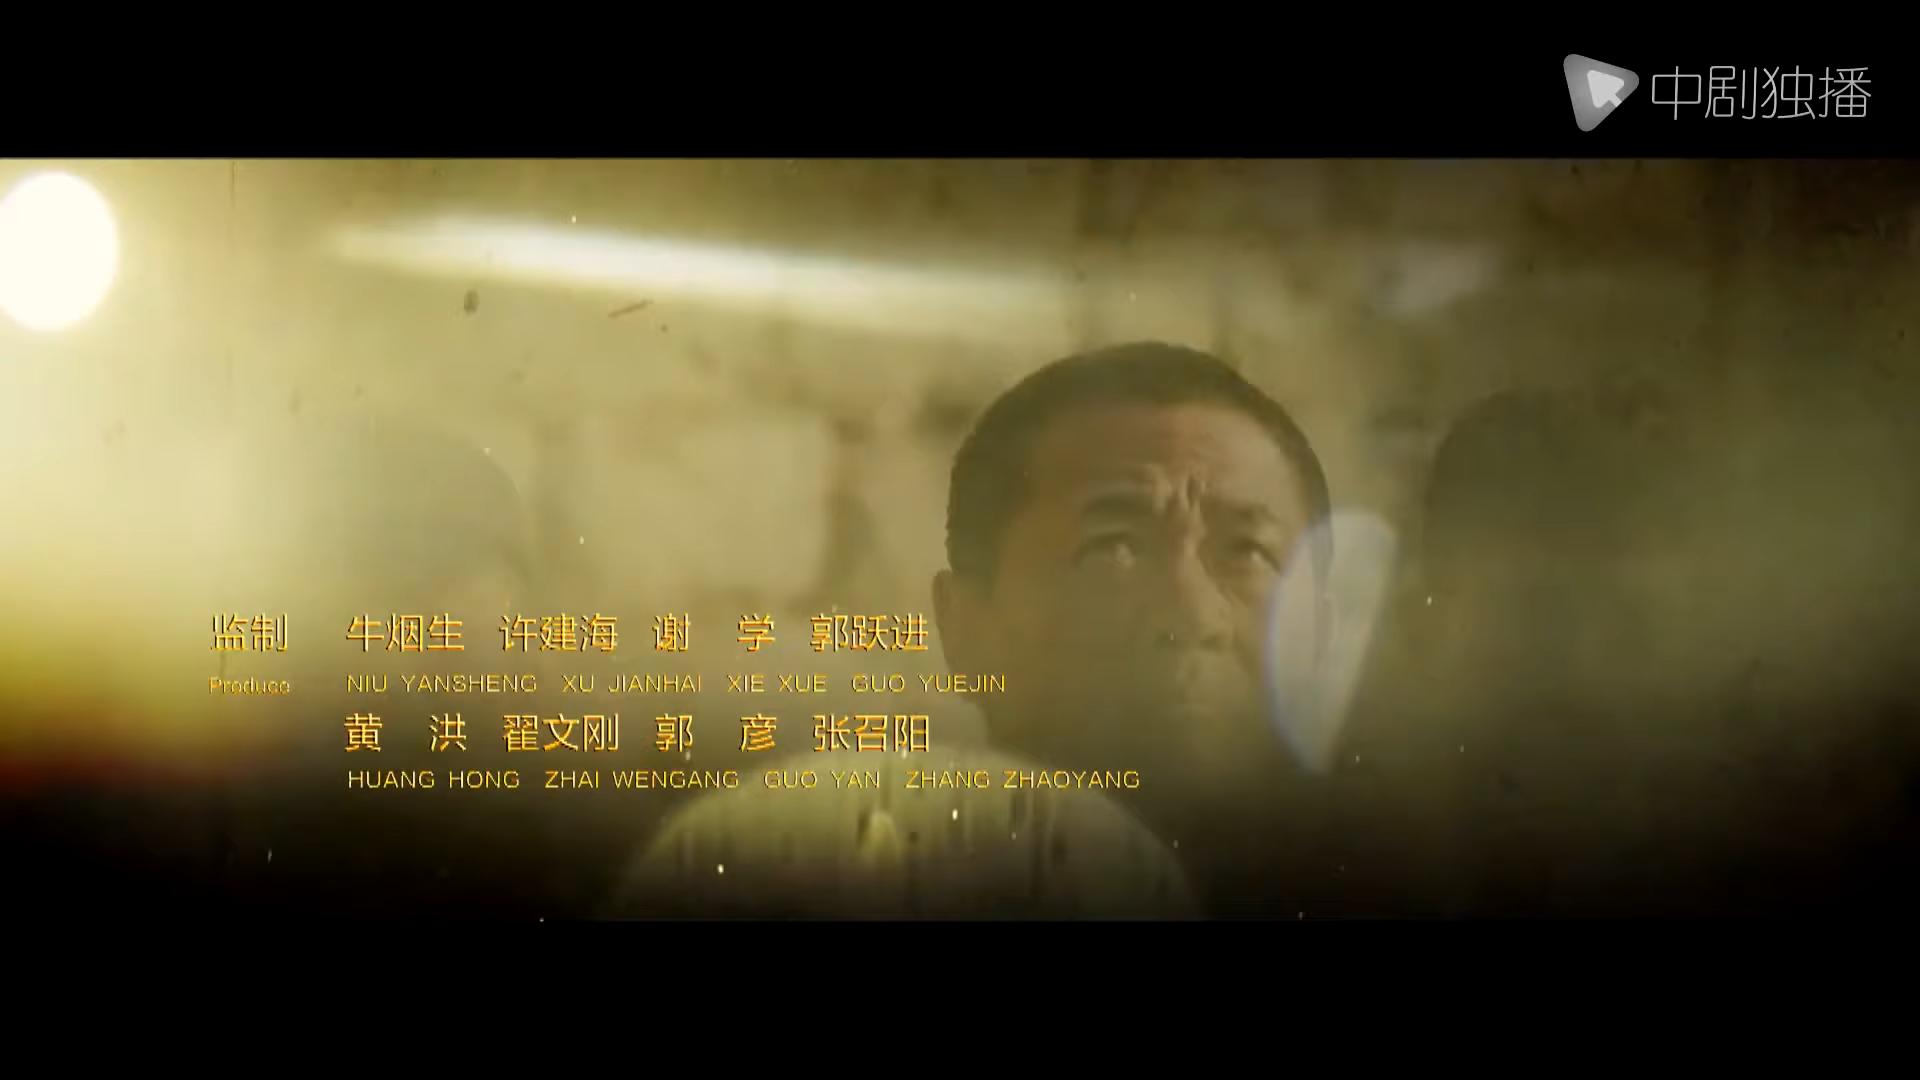 中剧独播
监制 牛烟生 许建海 谢 学 郭跃进
Produce NIU YANSHENG XU JIANHAI XIE XUE GUO YUEJIN
黄 洪 翟文刚 郭 彦 张召阳
HUANG HONG ZHAI WENGANG GUO YAN ZHANG ZHAOYANG